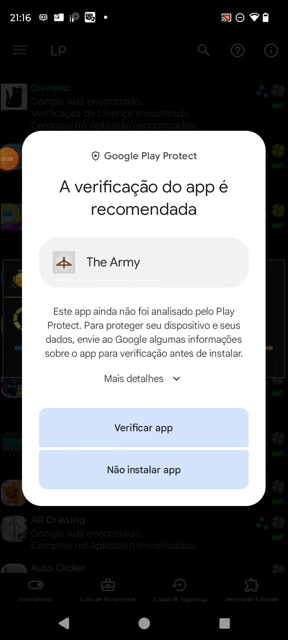 21:16
LP
Divineko
Google Ads encontrado.
Verificação de Licença encontrada.
Compras no Aplicativo encontradas.
Google Play Protect
A verificação do app é
recomendada
The Army
Este app ainda não foi analisado pelo Play
Protect. Para proteger seu dispositivo e seus
dados, envie ao Google algumas informações
sobre o app para verificação antes de instalar.
Mais detalhes
Verificar app
Não instalar app
AR Drawing
Google Ads encontrado.
Compras no Aplicativo encontradas.
Auto Clicker
Caixa de Ferramentas
Cópias de Segurança
Reconstruir & Instalar